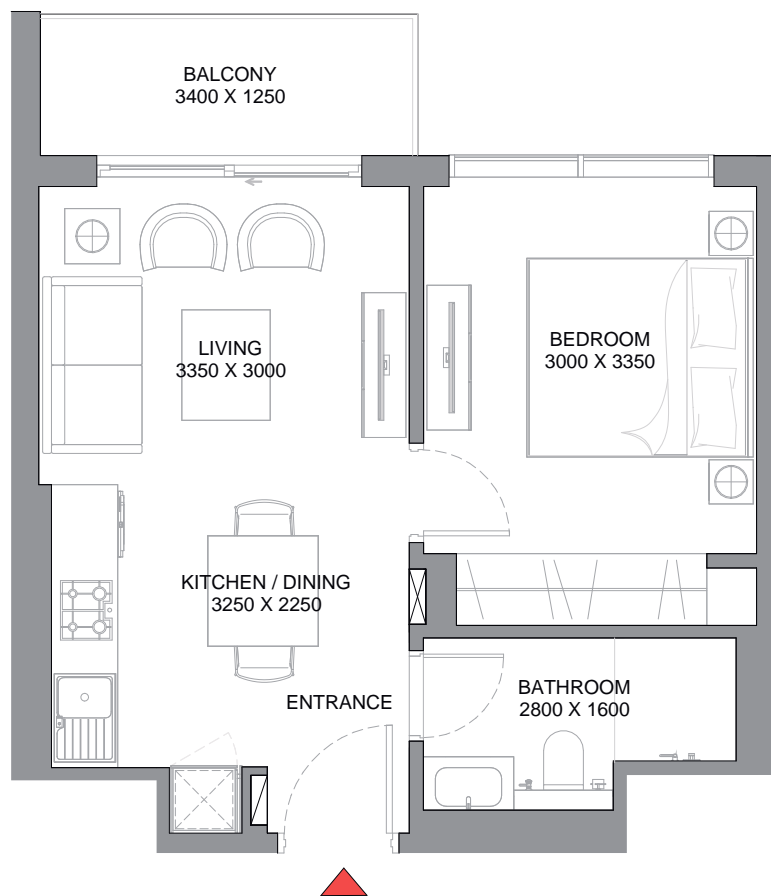 BALCONY
3400 X 1250
LIVING
3350 X 3000
BEDROOM
3000 X 3350
KITCHEN / DINING
3250 X 2250
ENTRANCE
BATHROOM
2800 X 1600